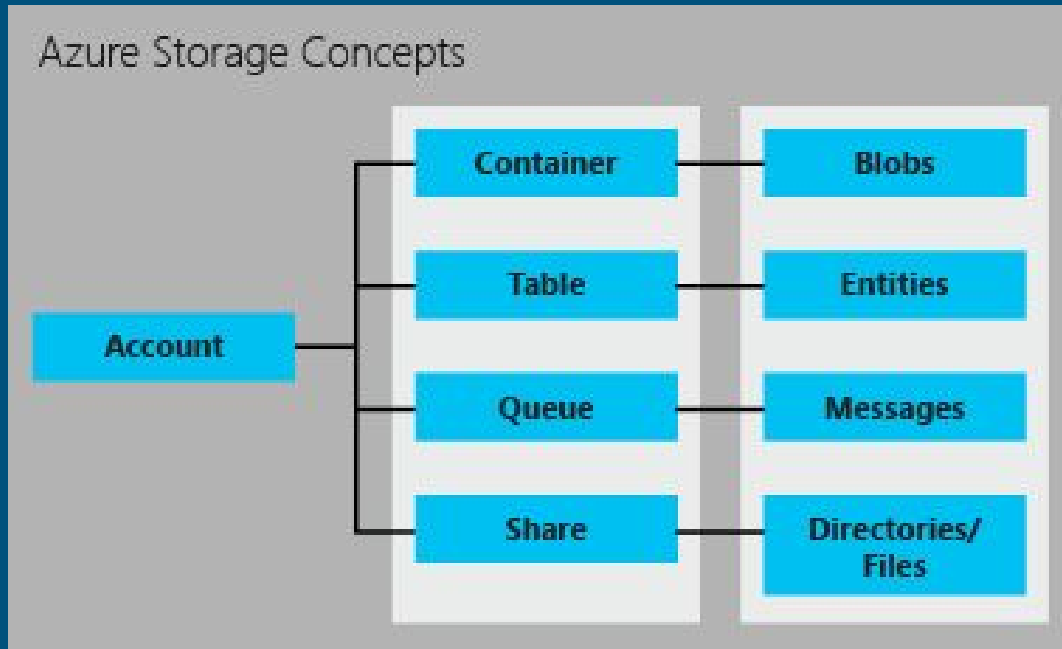 Azure Storage Concepts
Container
Blobs
Table
Entities
Account
Queue
Messages
Share
Directories/
Files